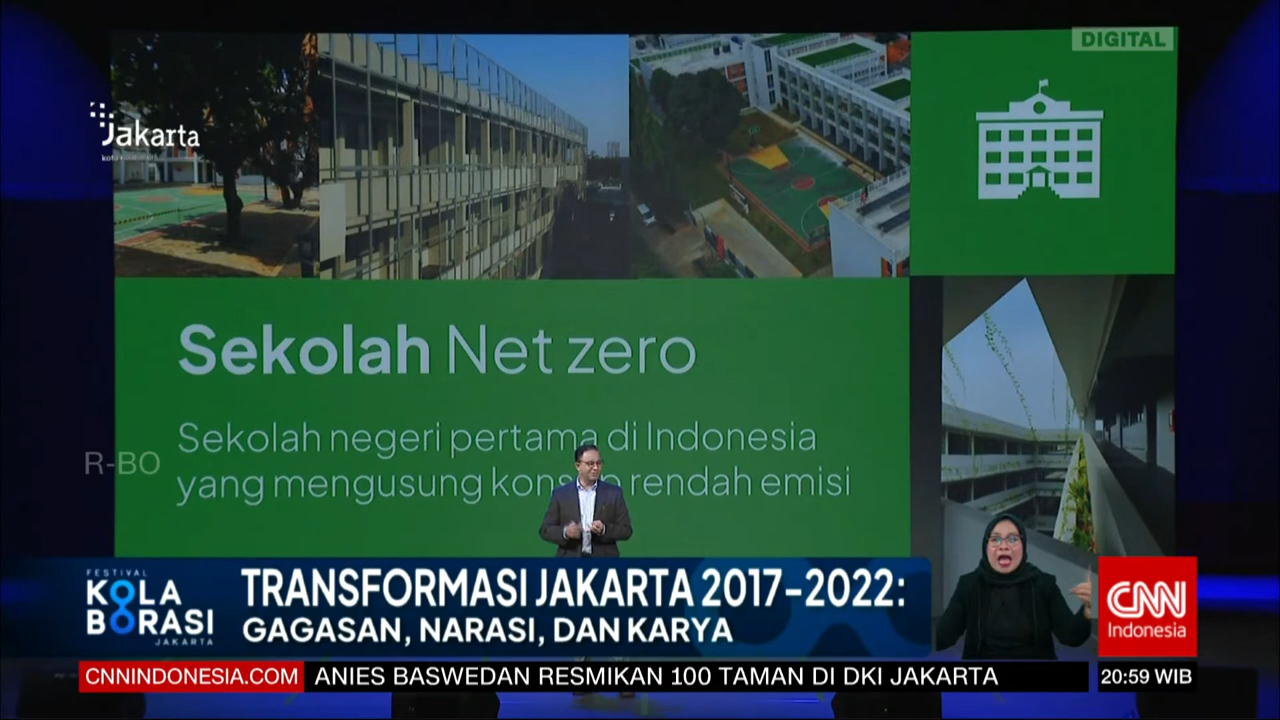 DIGITAL
Jakarta
Sekolah Net zero
Sekolah negeri pertama di Indonesia
yang mengusung rendah emisi
R-BO
FESTIVAL
KOLA
BORASI
JAKARTA
TRANSFORMASI JAKARTA 2017-2022:
GAGASAN, NARASI, DAN KARYA
CNN
Indonesia
CNNINDONESIA.COM
ANIES BASWEDAN RESMIKAN 100 TAMAN DI DKI JAKARTA
20:59 WIB